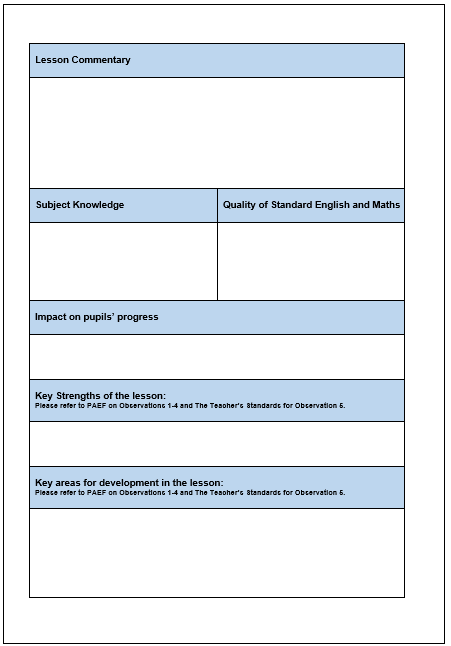 Lesson Commentary
Subject Knowledge
Quality of Standard English and Maths
Impact on pupils' progress
Key Strengths of the lesson:
Please refer to PAEF on Observations 1-4 and The Teacher's Standards for Observation 5.
Key areas for development in the lesson:
Please refer to PAEF on Observations 1-4 and The Teacher's Standards for Observation 5.